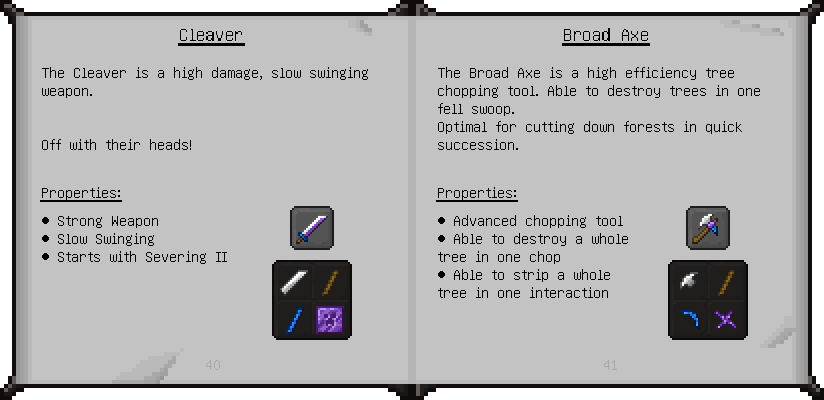 Cleaver
The Cleaver is a high damage, slow swinging
weapon.
Off with their heads!
Properties:
● Strong Weapon
● Slow Swinging
● Starts with Severing II
40
Broad Axe
The Broad Axe is a high efficiency tree
chopping tool. Able to destroy trees in one
fell swoop.
Optimal for cutting down forests in quick
succession.
Properties:
● Advanced chopping tool
● Able to destroy a whole
tree in one chop
● Able to strip a whole
tree in one interaction
41